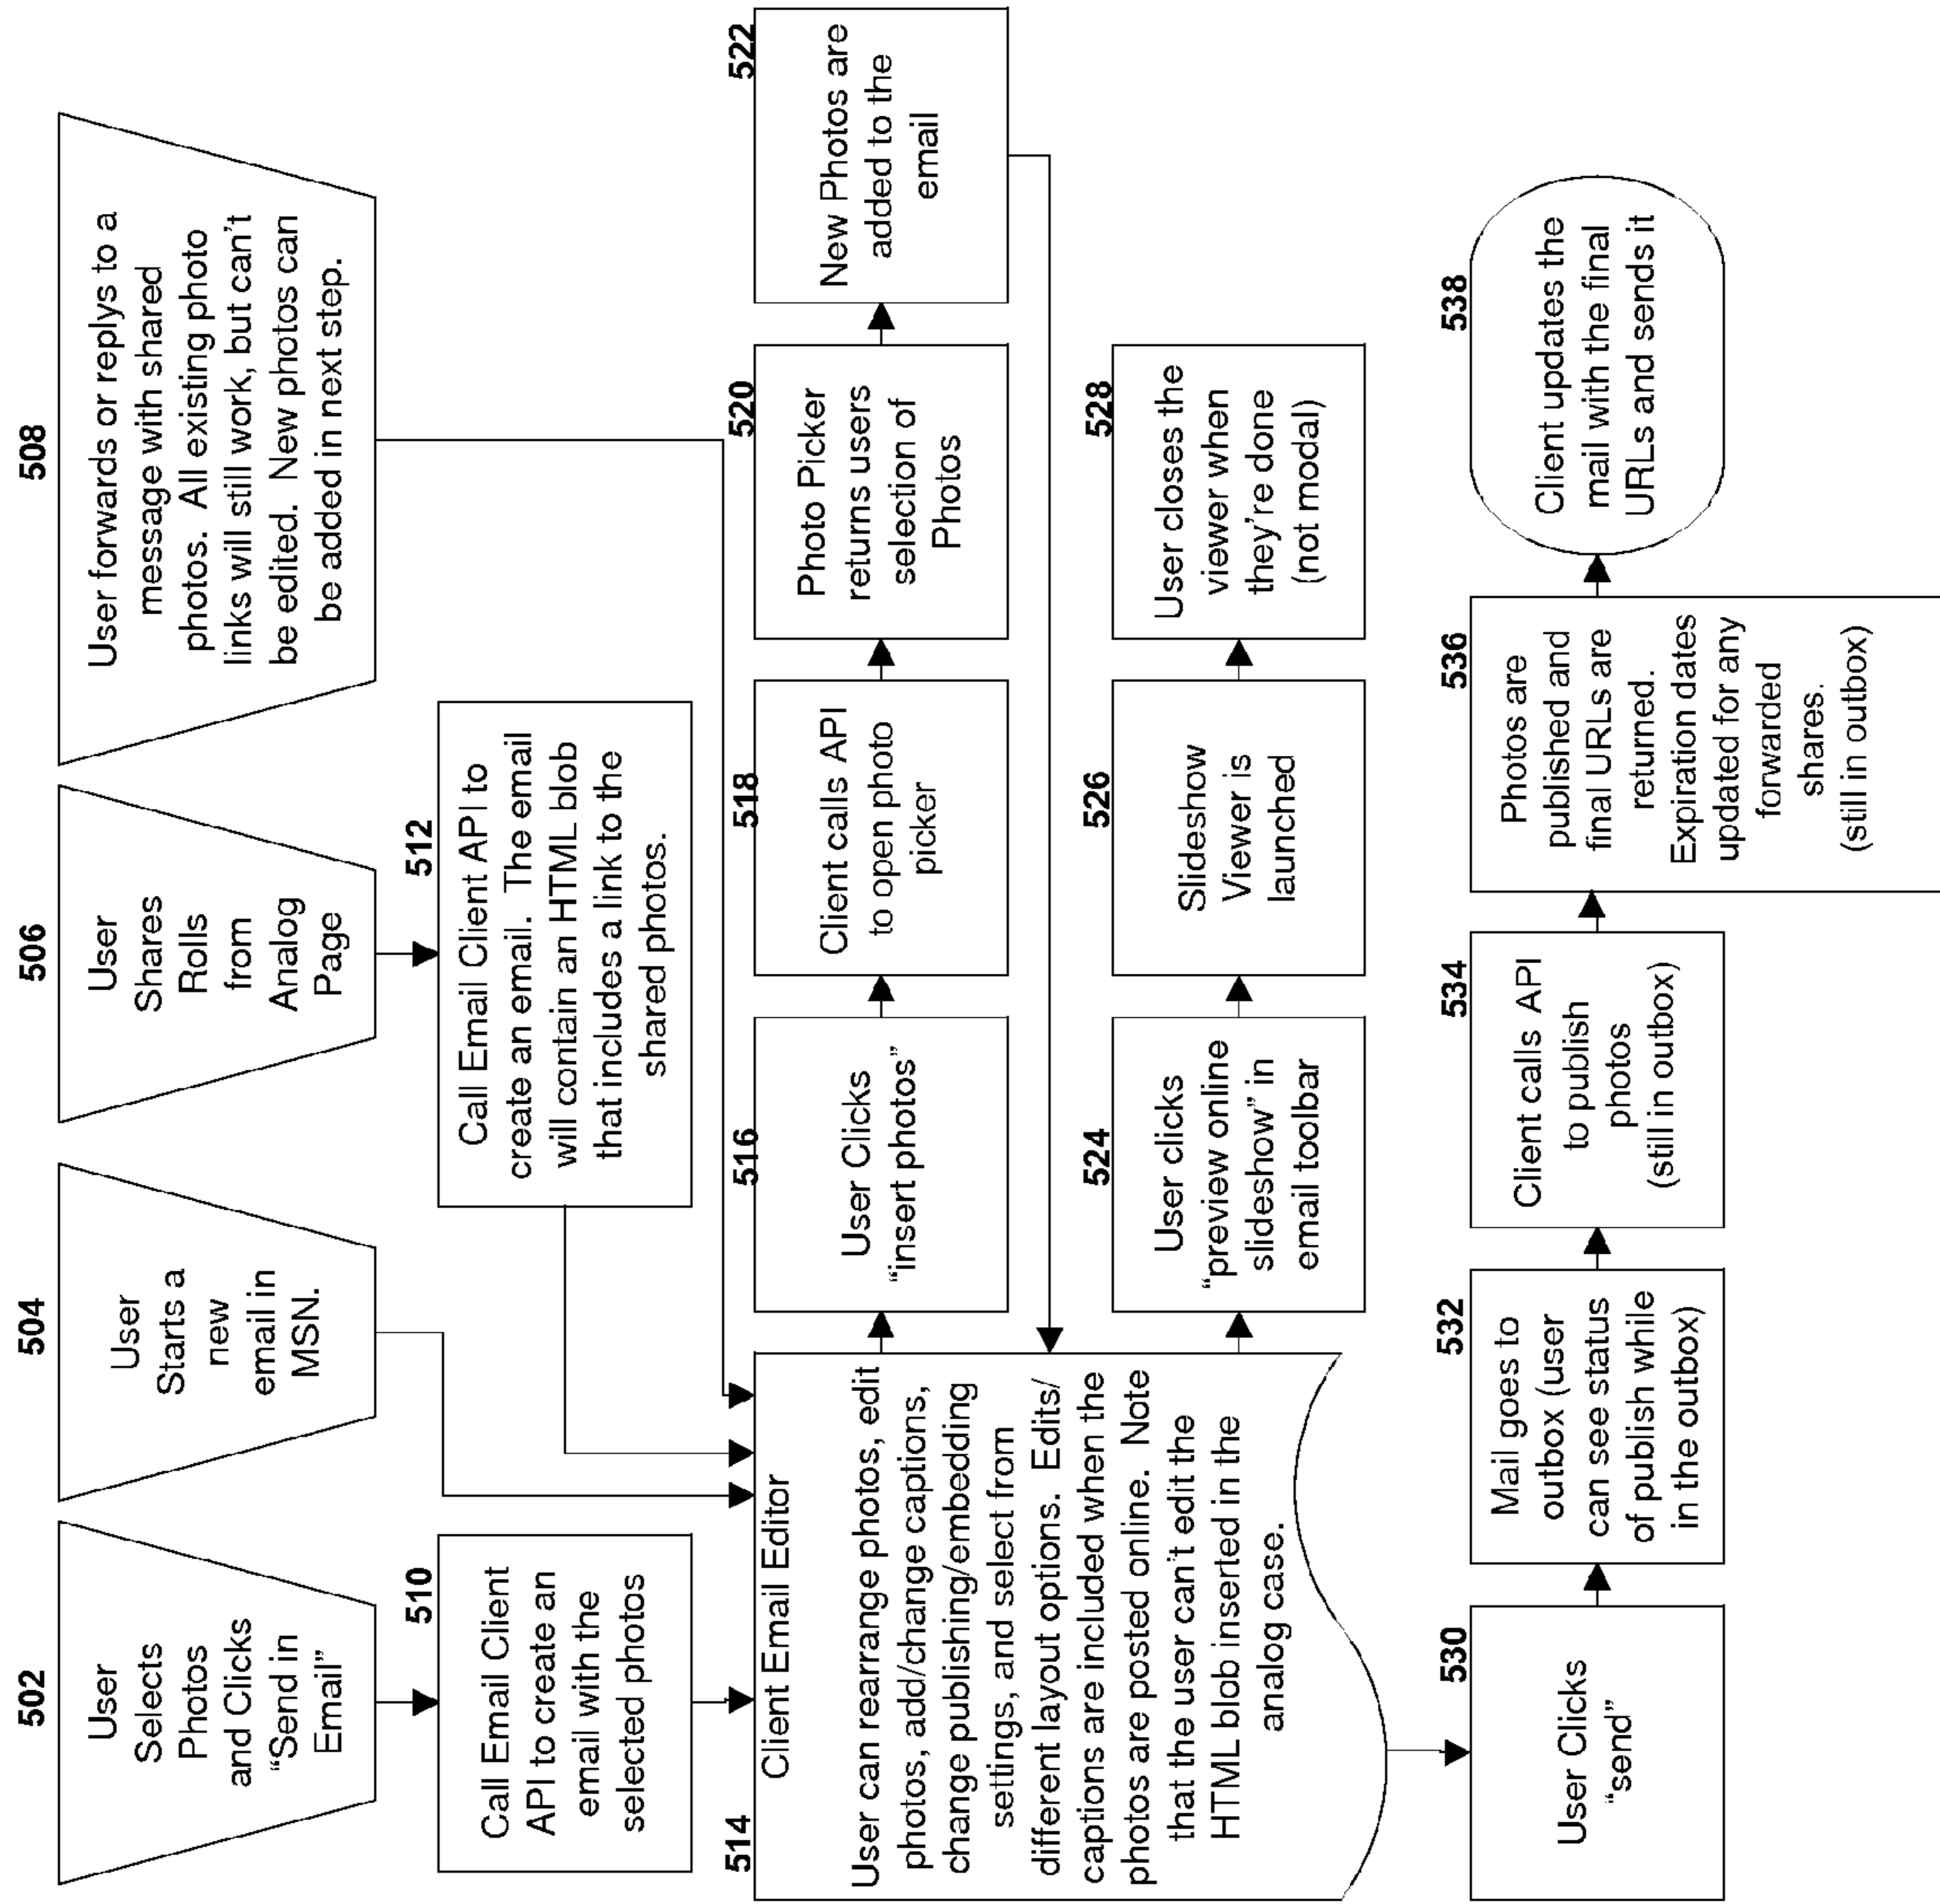 502
User
Selects
Photos
and Clicks
“Send in
Email”
504
User
Starts a
new
email in
MSN.
506
User
Shares
Rolls
from
Analog
Page
508
User forwards or replys to a
message with shared
photos. All existing photo
links will still work, but can't
be edited. New photos can
be added in next step.
510
Call Email Client
API to create an
email with the
selected photos
512
Call Email Client API to
create an email. The email
will contain an HTML blob
that includes a link to the
shared photos.
514
Client Email Editor
User can rearrange photos, edit
photos, add/change captions,
change publishing/embedding
settings, and select from
different layout options. Edits/
captions are included when the
photos are posted online. Note
that the user can't edit the
HTML blob inserted in the
analog case.
516
User Clicks
“insert photos”
518
Client calls API
to open photo
picker
520
Photo Picker
returns users
selection of
Photos
522
New Photos are
added to the
email
524
User clicks
“preview online
slideshow” in
email toolbar
526
Slideshow
Viewer is
launched
528
User closes the
viewer when
they're done
(not modal)
530
User Clicks
“send”
532
Mail goes to
outbox (user
can see status
of publish while
in the outbox)
534
Client calls API
to publish
photos
(still in outbox)
536
Photos are
published and
final URLs are
returned.
Expiration dates
updated for any
forwarded
shares.
(still in outbox)
538
Client updates the
mail with the final
URLs and sends it